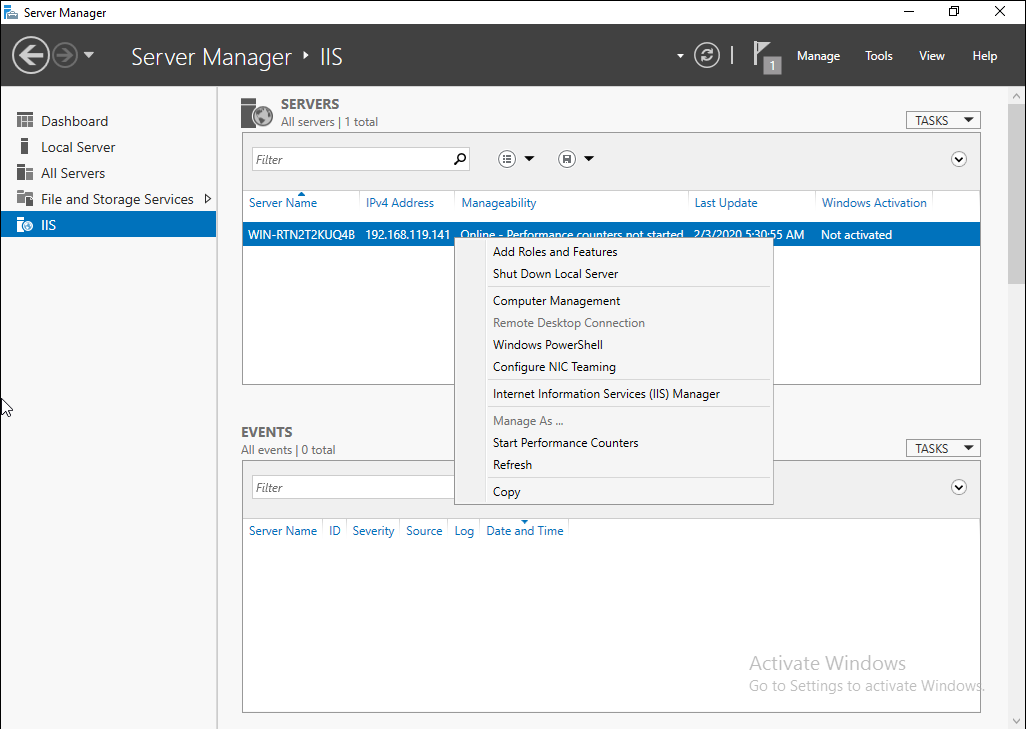 Server Manager
Server Manager ‣ IIS
1
Manage Tools View Help
Dashboard
Local Server
All Servers
File and Storage Services
IIS
SERVERS
All servers | 1 total
TASKS
Filter
Server Name IPv4 Address Manageability Last Update Windows Activation
WIN-RTN2T2KUQ4B 192.168.119.141 Online - Performance counters not started 2/3/2020 5:30:55 AM Not activated
Add Roles and Features
Shut Down Local Server
Computer Management
Remote Desktop Connection
Windows PowerShell
Configure NIC Teaming
Internet Information Services (IIS) Manager
Manage As ...
Start Performance Counters
Refresh
Copy
EVENTS
All events | 0 total
TASKS
Filter
Server Name ID Severity Source Log Date and Time
Activate Windows
Go to Settings to activate Windows.